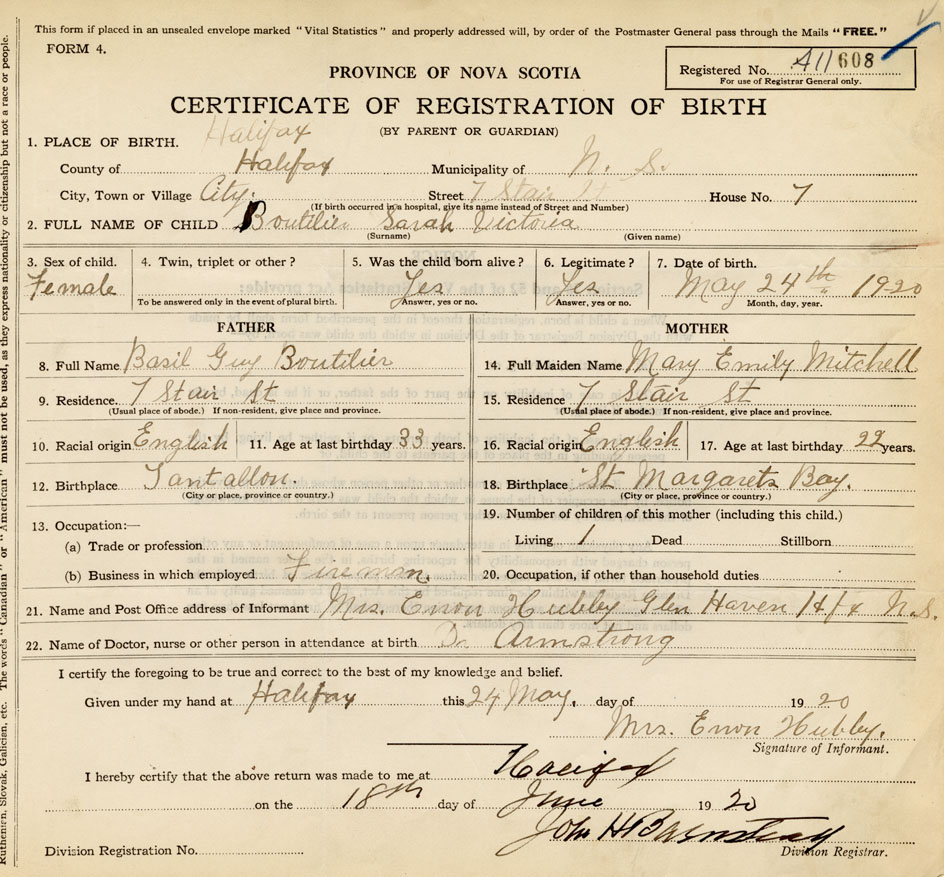 This form if placed in an unsealed envelope marked "Vital Statistics" and properly addressed will, by order of the Postmaster General pass through the Mails "FREE."
FORM 4.
Registered No. 411608
For use of Registrar General only.
PROVINCE OF NOVA SCOTIA
CERTIFICATE OF REGISTRATION OF BIRTH
(BY PARENT OR GUARDIAN)
Halifax
1. PLACE OF BIRTH.
County of Halifax Municipality of N. S.
City, Town or Village City. Street 7 Stair St House No. 7
(If birth occurred in a hospital, give its name instead of Street and Number)
2. FULL NAME OF CHILD Boutilier Sarah Victoria
(Surname) (Given name)
3. Sex of child. 4. Twin, triplet or other? 5. Was the child born alive? 6. Legitimate? 7. Date of birth.
Female Yes Yes May 24th 1920
To be answered only in the event of plural birth. Answer, yes or no. Answer, yes or no. Month, day, year.
FATHER MOTHER
8. Full Name Basil Guy Boutilier 14. Full Maiden Name Mary Emily Mitchell
9. Residence. 7 Stair St 15. Residence 7 Stair St
(Usual place of abode.) If non-resident, give place and province. (Usual place of abode.) If non-resident, give place and province.
10. Racial origin English 11. Age at last birthday 33 years. 16. Racial origin English 17. Age at last birthday 22 years.
12. Birthplace Tantallon. 18. Birthplace St Margarets Bay.
(City or place, province or country.) (City or place, province or country.)
13. Occupation:— 19. Number of children of this mother (including this child.)
(a) Trade or profession Living 1 Dead Stillborn
(b) Business in which employed Fireman. 20. Occupation, if other than household duties
21. Name and Post Office address of Informant Mrs. Enon Hubby Glen Haven Hfx N.S.
22. Name of Doctor, nurse or other person in attendance at birth Dr Armstrong
I certify the foregoing to be true and correct to the best of my knowledge and belief.
Given under my hand at Halifax this 24 May. day of 1920
Mrs. Enon Hubby.
Signature of Informant.
I hereby certify that the above return was made to me at Halifax
on the 18th day of June 1920
John H Barnstead
Division Registration No. Division Registrar.
Ruthenian, Slovak, Galician, etc. The words "Canadian" or "American" must not be used, as they express nationality or citizenship but not a race or people.